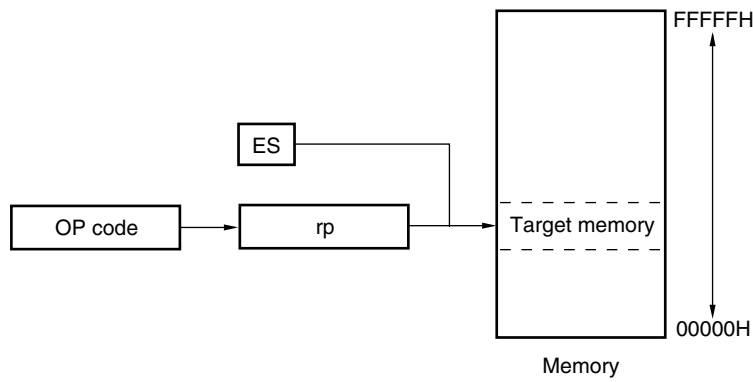 FFFFFH
ES
OP code
rp
Target memory
00000H
Memory